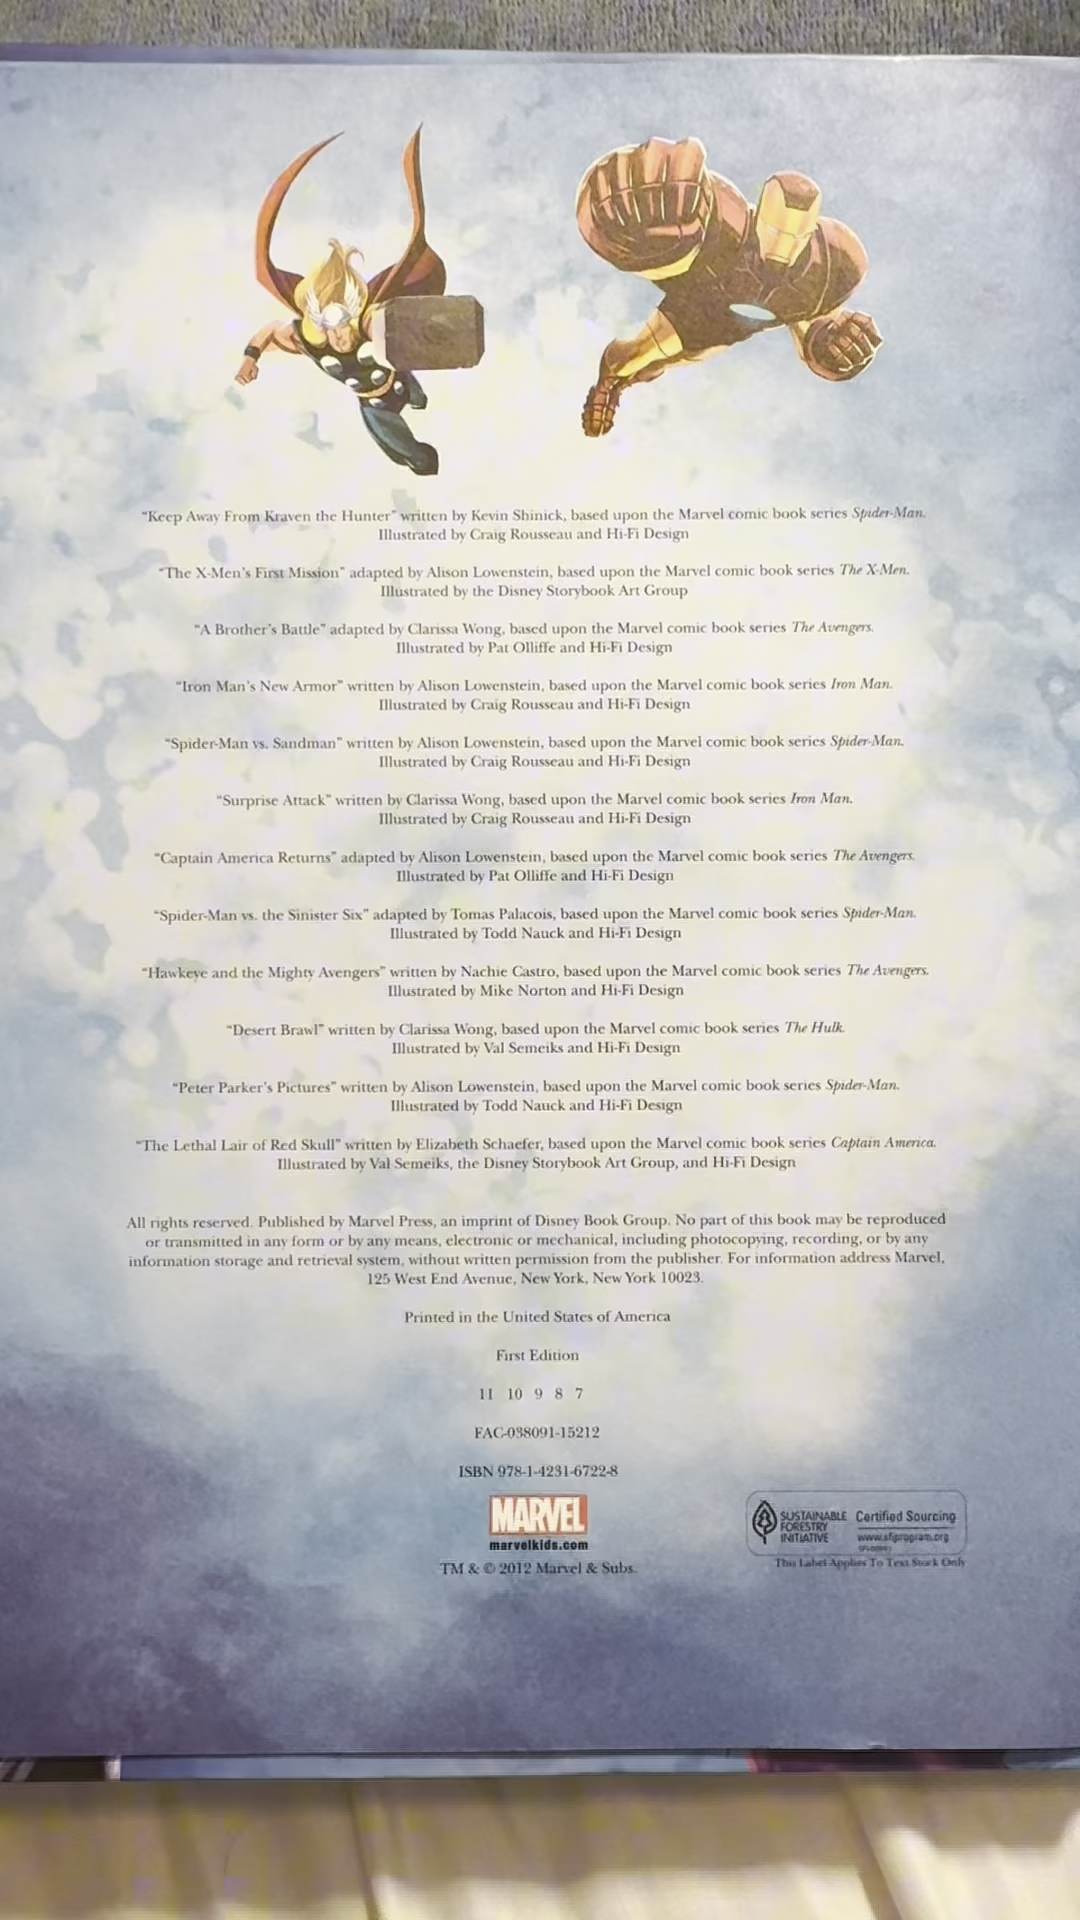 “Keep Away From Kraven the Hunter” written by Kevin Shinick, based upon the Marvel comic book series Spider-Man.
Illustrated by Craig Rousseau and Hi-Fi Design
“The X-Men’s First Mission” adapted by Alison Lowenstein, based upon the Marvel comic book series The X-Men.
Illustrated by the Disney Storybook Art Group
“A Brother’s Battle” adapted by Clarissa Wong, based upon the Marvel comic book series The Avengers.
Illustrated by Pat Olliffe and Hi-Fi Design
“Iron Man’s New Armor” written by Alison Lowenstein, based upon the Marvel comic book series Iron Man.
Illustrated by Craig Rousseau and Hi-Fi Design
“Spider-Man vs. Sandman” written by Alison Lowenstein, based upon the Marvel comic book series Spider-Man.
Illustrated by Craig Rousseau and Hi-Fi Design
“Surprise Attack” written by Clarissa Wong, based upon the Marvel comic book series Iron Man.
Illustrated by Craig Rousseau and Hi-Fi Design
“Captain America Returns” adapted by Alison Lowenstein, based upon the Marvel comic book series The Avengers.
Illustrated by Pat Olliffe and Hi-Fi Design
“Spider-Man vs. the Sinister Six” adapted by Tomas Palacois, based upon the Marvel comic book series Spider-Man.
Illustrated by Todd Nauck and Hi-Fi Design
“Hawkeye and the Mighty Avengers” written by Nachie Castro, based upon the Marvel comic book series The Avengers.
Illustrated by Mike Norton and Hi-Fi Design
“Desert Brawl” written by Clarissa Wong, based upon the Marvel comic book series The Hulk.
Illustrated by Val Semeiks and Hi-Fi Design
“Peter Parker’s Pictures” written by Alison Lowenstein, based upon the Marvel comic book series Spider-Man.
Illustrated by Todd Nauck and Hi-Fi Design
“The Lethal Lair of Red Skull” written by Elizabeth Schaefer, based upon the Marvel comic book series Captain America.
Illustrated by Val Semeiks, the Disney Storybook Art Group, and Hi-Fi Design
All rights reserved. Published by Marvel Press, an imprint of Disney Book Group. No part of this book may be reproduced
or transmitted in any form or by any means, electronic or mechanical, including photocopying, recording, or by any
information storage and retrieval system, without written permission from the publisher. For information address Marvel,
125 West End Avenue, New York, New York 10023.
Printed in the United States of America
First Edition
11 10 9 8 7
FAC-038091-15212
ISBN 978-1-4231-6722-8
MARVEL
marvelkids.com
TM & © 2012 Marvel & Subs.
SUSTAINABLE
FORESTRY
INITIATIVE
Certified Sourcing
www.sfiprogram.org
This Label Applies To Text Stock Only